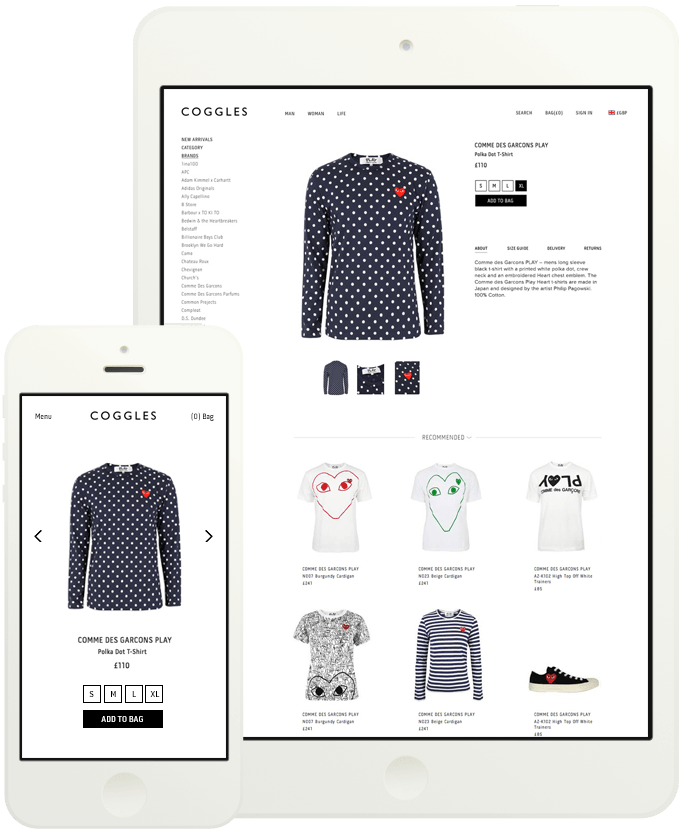 COGGLES
MAN WOMAN LIFE
SEARCH BAG(£0) SIGN IN £GBP
NEW ARRIVALS
CATEGORY
BRANDS
APC
Adam Kimmel x Carhartt
Adidas Originals
Ally Capellino
B Store
Barbour x TO KI TO
Bedwin & the Heartbreakers
Belstaff
Billionaire Boys Club
Brooklyn We Go Hard
Camo
Chateau Roux
Chevignon
Church's
Comme Des Garcons
Comme Des Garcons Parfums
Common Projects
Compleat
D.S. Dundee
COMME DES GARCONS PLAY
Polka Dot T-Shirt
£110
S M L XL
ADD TO BAG
ABOUT SIZE GUIDE DELIVERY RETURNS
Comme des Garcons PLAY – mens long sleeve
black t-shirt with a printed white polka dot, crew
neck and an embroidered Heart chest emblem. The
Comme des Garcons Play Heart t-shirts are made in
Japan and designed by the artist Philip Pagowski.
100% Cotton.
RECOMMENDED
PLAY
COMME des GARÇONS
COMME DES GARCONS PLAY
N007 Burgundy Cardigan
£241
COMME DES GARCONS PLAY
N023 Beige Cardigan
£241
COMME DES GARCONS PLAY
AZ-K102 High Top Off White
Trainers
£85
COMME DES GARCONS PLAY
N007 Burgundy Cardigan
£241
COMME DES GARCONS PLAY
N023 Beige Cardigan
£241
COMME DES GARCONS PLAY
AZ-K102 High Top Off White
Trainers
£85
Menu COGGLES (0) Bag
COMME DES GARCONS PLAY
Polka Dot T-Shirt
£110
S M L XL
ADD TO BAG